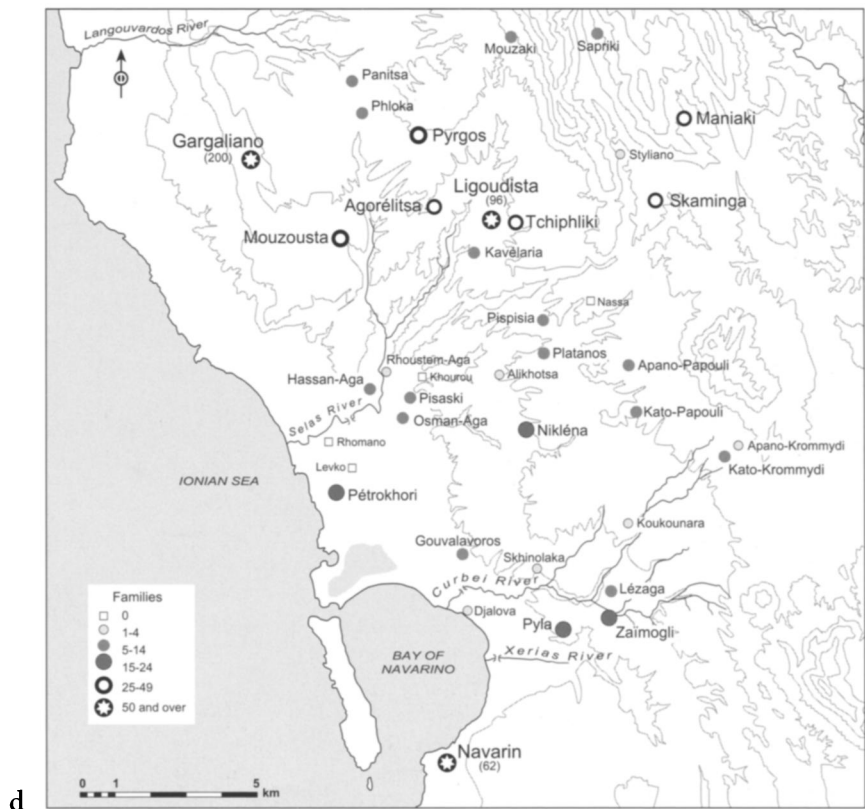 Langouvardos River
Mouzaki
Sapriki
Panitsa
Phloka
Maniaki
Pyrgos
Gargaliano
(200)
Styliano
Ligoudista
(96)
Skaminga
Agorélitsa
Tchiphliki
Mouzousta
Kavélaria
Nassa
Pispisia
Platanos
Rhoustem-Aga
Apano-Papouli
Khourou
Alikhotsa
Hassan-Aga
Pisaski
Kato-Papouli
Osman-Aga
Selas River
Nikléna
Rhomano
Apano-Krommydi
Kato-Krommydi
Levko
IONIAN SEA
Pétrokhori
Koukounara
Gouvalavoros
Skhinolaka
Curbei River
Lézaga
Djalova
Pyla
Zaïmogli
BAY OF
NAVARINO
Xerias River
Navarin
(62)
Families
0
1-4
5-14
15-24
25-49
50 and over
0 1 5
km
d